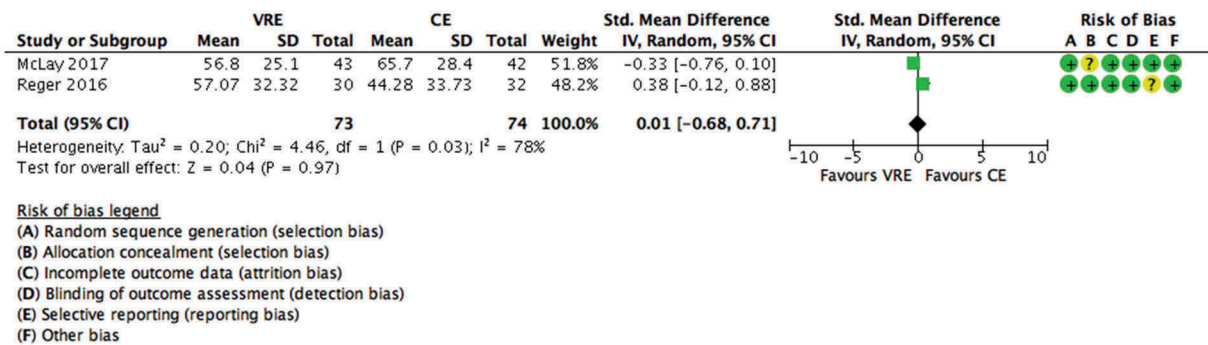 VRE CE Std. Mean Difference Std. Mean Difference Risk of Bias
Study or Subgroup Mean SD Total Mean SD Total Weight IV, Random, 95% CI IV, Random, 95% CI A B C D E F
McLay 2017 56.8 25.1 43 65.7 28.4 42 51.8% -0.33 [-0.76, 0.10] + ? + + + +
Reger 2016 57.07 32.32 30 44.28 33.73 32 48.2% 0.38 [-0.12, 0.88] + + + + ? +
Total (95% CI) 73 74 100.0% 0.01 [-0.68, 0.71]
Heterogeneity: Tau² = 0.20; Chi² = 4.46, df = 1 (P = 0.03); I² = 78%
Test for overall effect: Z = 0.04 (P = 0.97)
-10 -5 0 5 10
Favours VRE Favours CE
Risk of bias legend
(A) Random sequence generation (selection bias)
(B) Allocation concealment (selection bias)
(C) Incomplete outcome data (attrition bias)
(D) Blinding of outcome assessment (detection bias)
(E) Selective reporting (reporting bias)
(F) Other bias